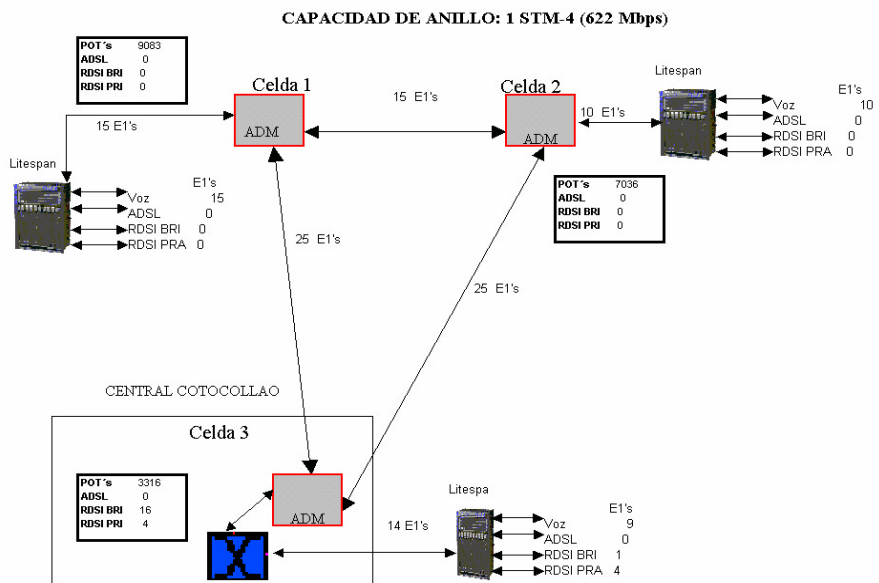 CAPACIDAD DE ANILLO: 1 STM-4 (622 Mbps)
POT´s 9083
ADSL 0
RDSI BRI 0
RDSI PRI 0
Celda 1
ADM
15 E1's
15 E1's
Celda 2
ADM
10 E1's
Litespan
E1's
Voz 10
ADSL 0
RDSI BRI 0
RDSI PRA 0
Litespan
E1's
Voz 15
ADSL 0
RDSI BRI 0
RDSI PRA 0
POT´s 7036
ADSL 0
RDSI BRI 0
RDSI PRI 0
25 E1's
25 E1's
CENTRAL COTOCOLLAO
Celda 3
POT´s 3316
ADSL 0
RDSI BRI 16
RDSI PRI 4
ADM
14 E1's
Litespa
E1's
Voz 9
ADSL 0
RDSI BRI 1
RDSI PRA 4